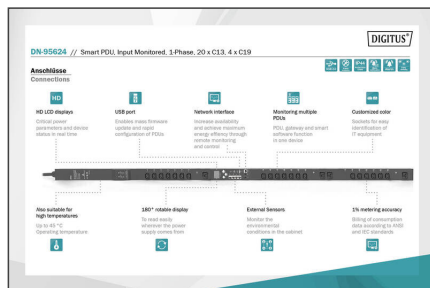 DIGITUS®
DN-95624 // Smart PDU, Input Monitored, 1-Phase, 20 x C13, 4 x C19
Anschlüsse
Connections
HD
HD LCD displays
Critical power
parameters and device
status in real time
USB port
Enables mass firmware
update and rapid
configuration of PDUs
Network interface
Increase availability
and achieve maximum
energy effiency through
remote monitoring
and control
Monitoring multiple
PDUs
PDU, gateway and smart
software function
in one device
Customized color
Sockets for easy
identification of
IT equipment
Also suitable for
high temperatures
Up to 45 °C
Operating temperature
180° rotable display
To read easily
wherever the power
supply comes from
External Sensors
Monitor the
environmental
conditions in the cabinet
1% metering accuracy
Billing of consumption
data according to ANSI
and IEC standards